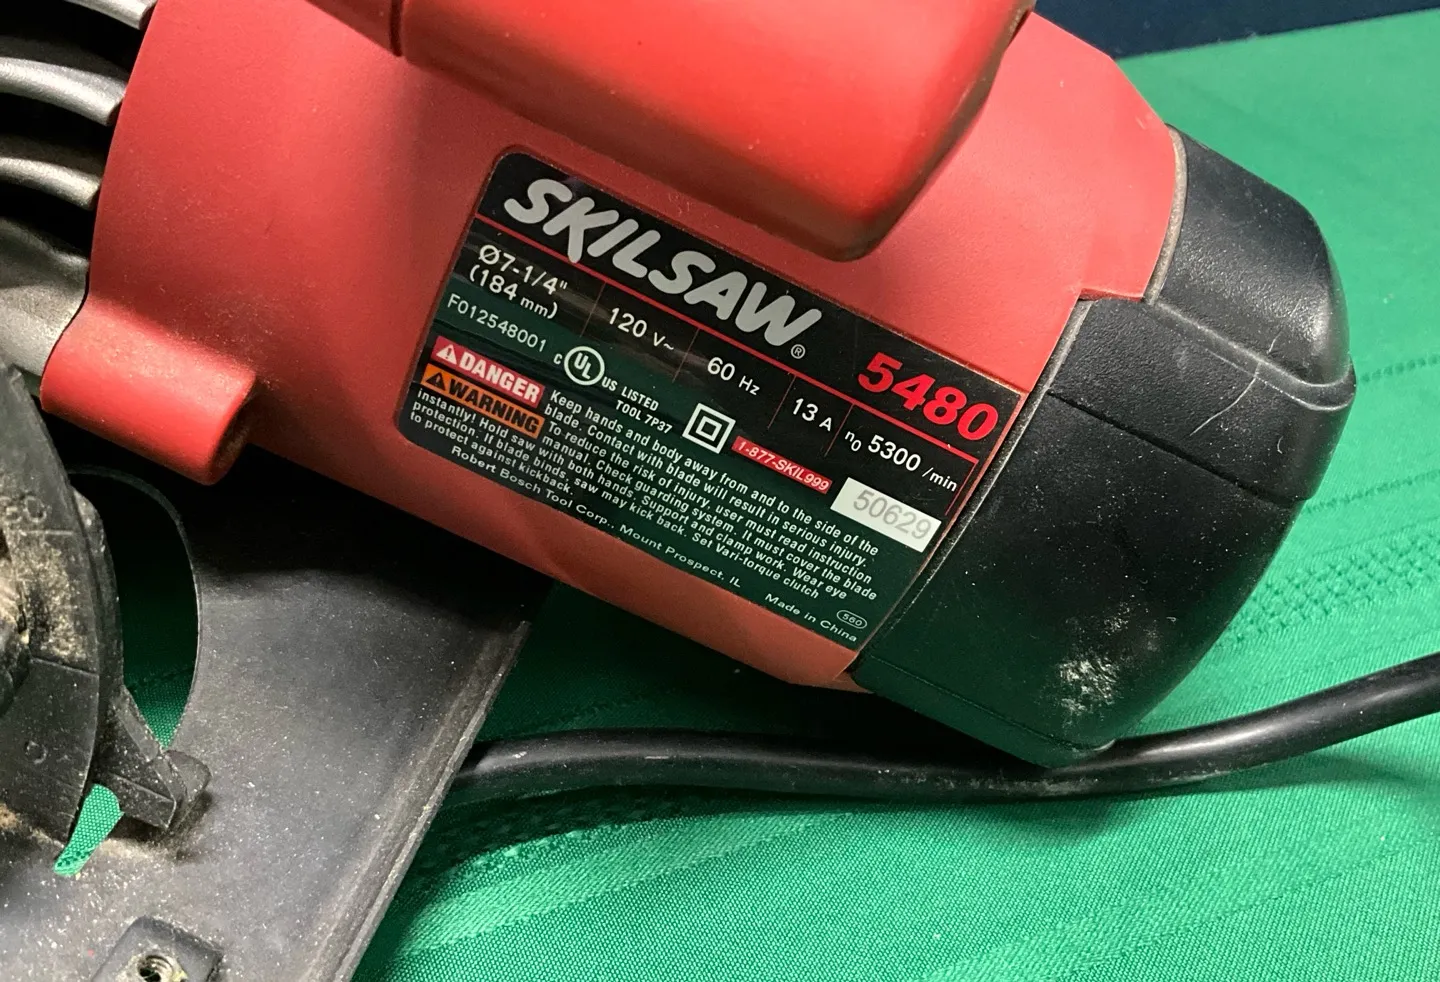 SKILSAW®
5480
Ø7-1/4"
(184 mm)
120 V~
60 Hz
13 A
n0 5300 /min
F012548001
C UL US LISTED
TOOL 7P37
1-877-SKIL999
50629
DANGER
Keep hands and body away from and to the side of the
blade. Contact with blade will result in serious injury.
WARNING
To reduce the risk of injury, user must read instruction
manual. Check guarding system. It must cover the blade
instantly! Hold saw with both hands. Support and clamp work. Wear eye
protection. If blade binds, saw may kick back. Set Vari-torque clutch
to protect against kickback.
Robert Bosch Tool Corp., Mount Prospect, IL
Made in China
560